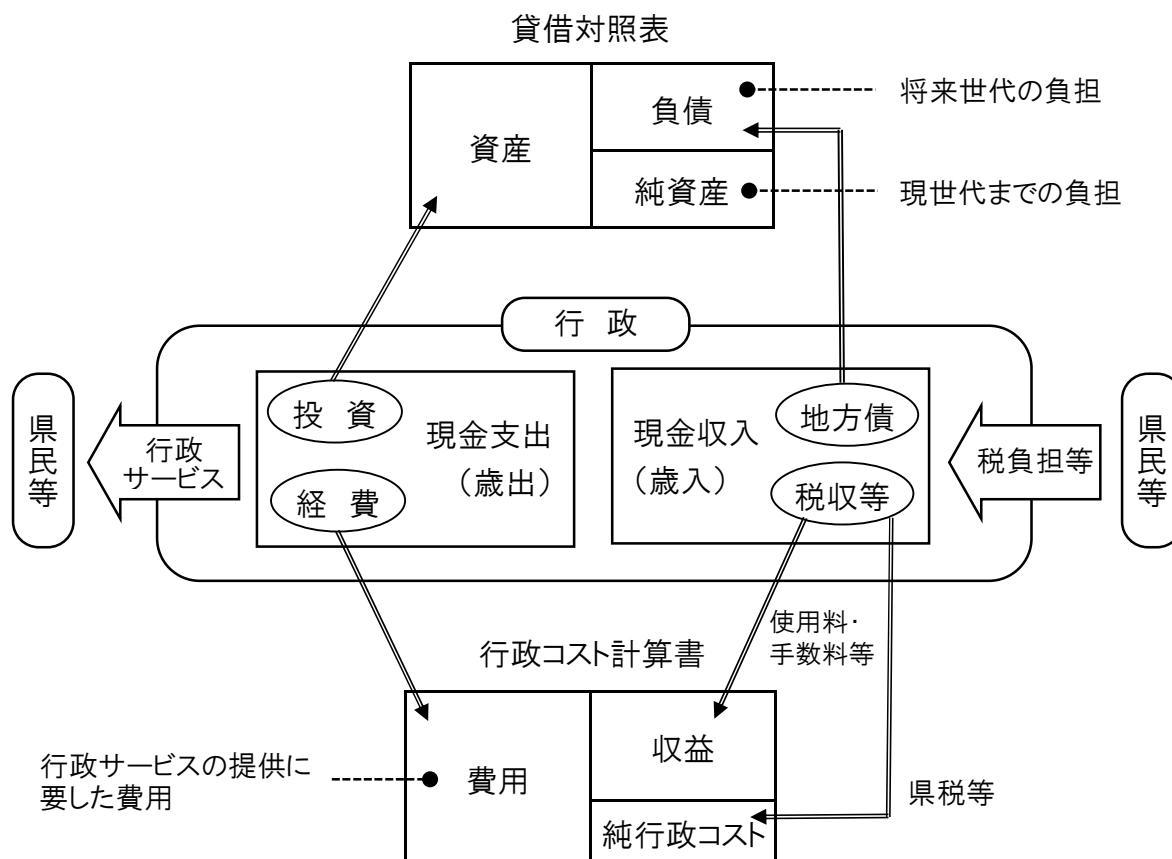 貸借対照表
資産
負債
純資産
将来世代の負担
現世代までの負担
行 政
県民等
行政
サービス
投 資
経 費
現金支出
（歳出）
現金収入
（歳入）
地方債
税収等
税負担等
県民等
使用料・
手数料等
行政コスト計算書
行政サービスの提供に
要した費用
費用
収益
純行政コスト
県税等